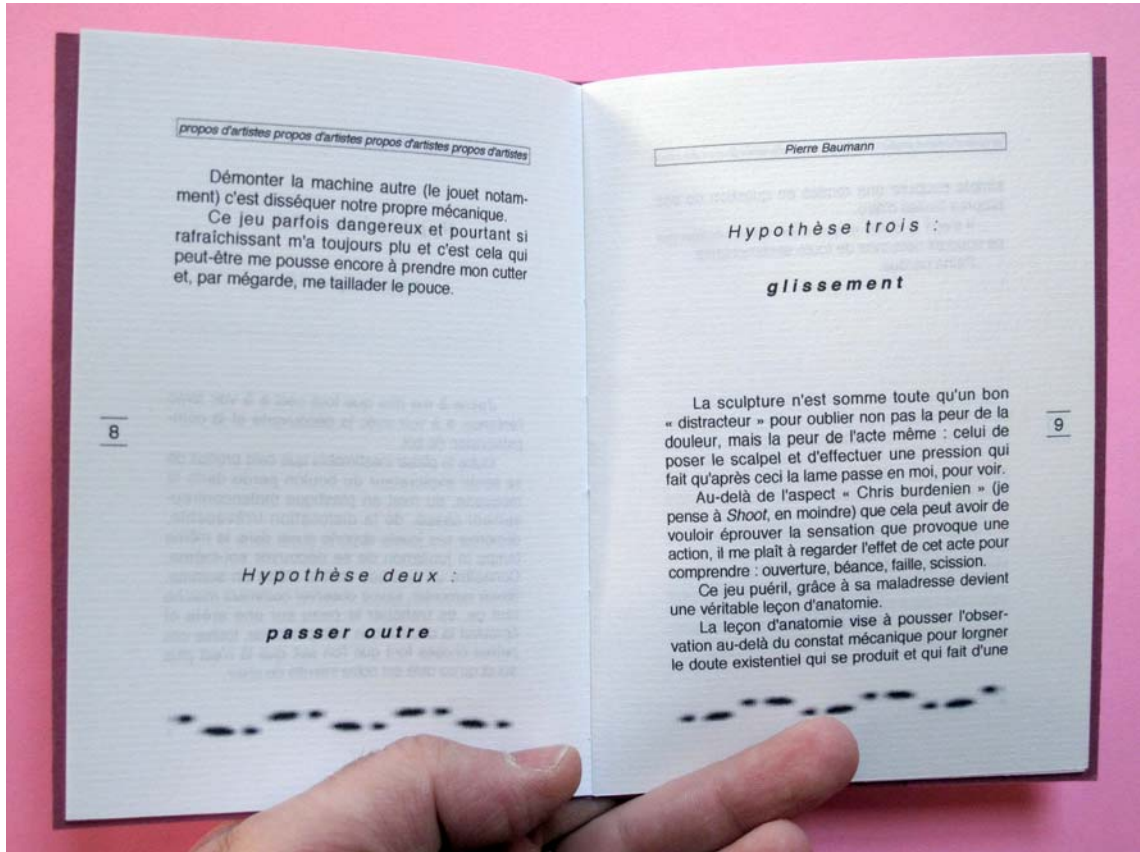 propos d'artistes propos d'artistes propos d'artistes propos d'artistes
Démonter la machine autre (le jouet notam-
ment) c'est disséquer notre propre mécanique.
Ce jeu parfois dangereux et pourtant si
rafraîchissant m'a toujours plu et c'est cela qui
peut-être me pousse encore à prendre mon cutter
et, par mégarde, me taillader le pouce.
8
Hypothèse deux :
passer outre
Pierre Baumann
Hypothèse trois :
glissement
La sculpture n'est somme toute qu'un bon
« distracteur » pour oublier non pas la peur de la
douleur, mais la peur de l'acte même : celui de
poser le scalpel et d'effectuer une pression qui
fait qu'après ceci la lame passe en moi, pour voir.
Au-delà de l'aspect « Chris burdenien » (je
pense à Shoot, en moindre) que cela peut avoir de
vouloir éprouver la sensation que provoque une
action, il me plaît à regarder l'effet de cet acte pour
comprendre : ouverture, béance, faille, scission.
Ce jeu puéril, grâce à sa maladresse devient
une véritable leçon d'anatomie.
La leçon d'anatomie vise à pousser l'obser-
vation au-delà du constat mécanique pour lorgner
le doute existentiel qui se produit et qui fait d'une
9